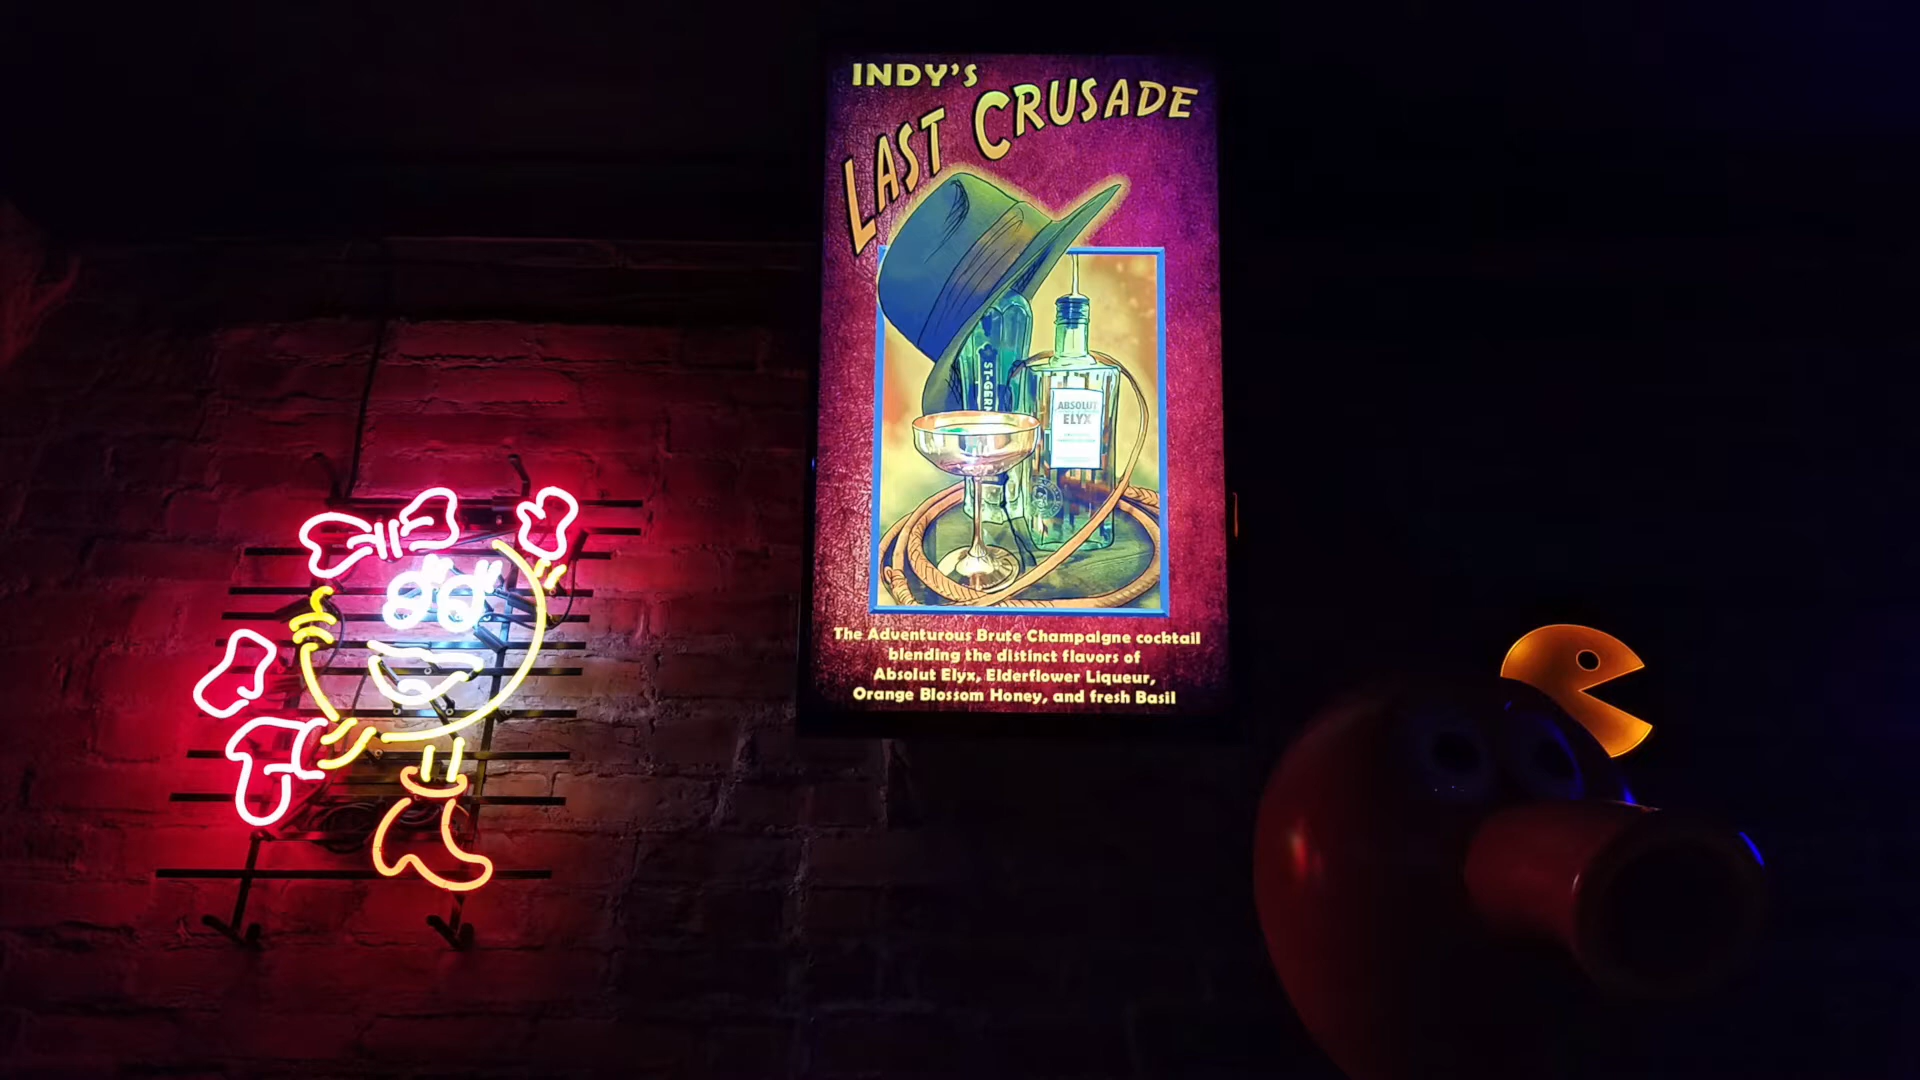 INDY'S
LAST CRUSADE
ABSOLUT
ELYX
The Adventurous Brute Champaigne cocktail
blending the distinct flavors of
Absolut Elyx, Elderflower Liqueur,
Orange Blossom Honey, and fresh Basil